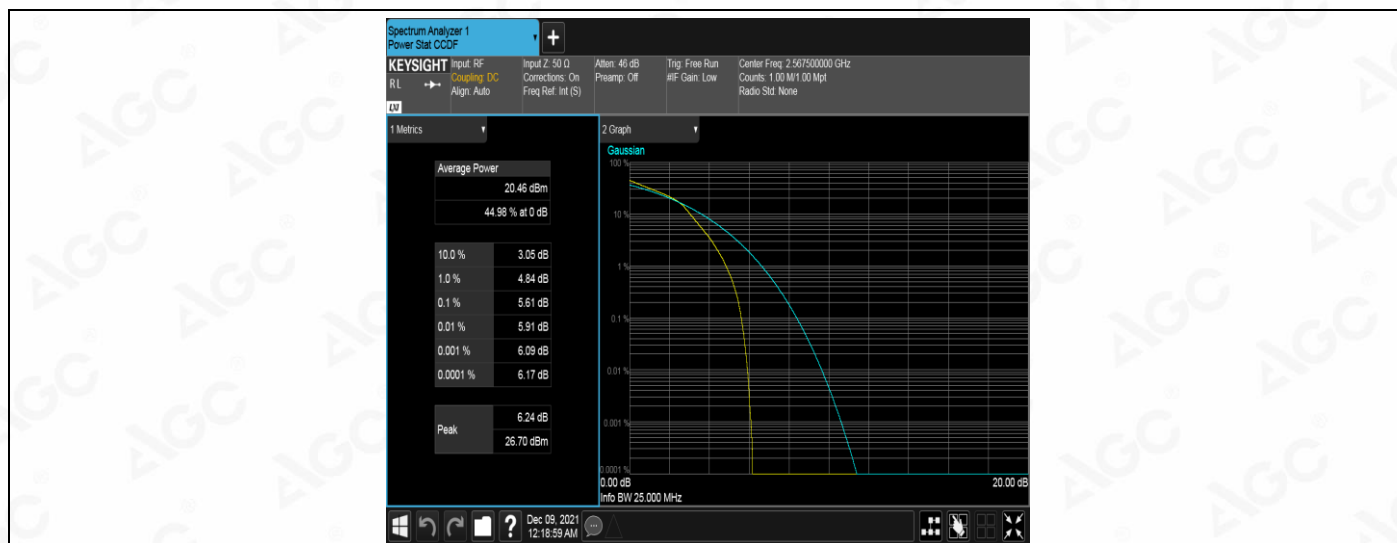 Spectrum Analyzer 1
Power Stat CCDF
+
KEYSIGHT
RL
LXI
Input: RF
Coupling: DC
Align: Auto
Input Z: 50 Ω
Corrections: On
Freq Ref: Int (S)
Atten: 46 dB
Preamp: Off
Trig: Free Run
#IF Gain: Low
Center Freq: 2.567500000 GHz
Counts: 1.00 M/1.00 Mpt
Radio Std: None
1 Metrics
Average Power
20.46 dBm
44.98 % at 0 dB
10.0 % 3.05 dB
1.0 % 4.84 dB
0.1 % 5.61 dB
0.01 % 5.91 dB
0.001 % 6.09 dB
0.0001 % 6.17 dB
Peak
6.24 dB
26.70 dBm
2 Graph
Gaussian
100 %
10 %
1 %
0.1 %
0.01 %
0.001 %
0.0001 %
0.00 dB 20.00 dB
Info BW 25.000 MHz
?
Dec 09, 2021
12:18:59 AM
AGC